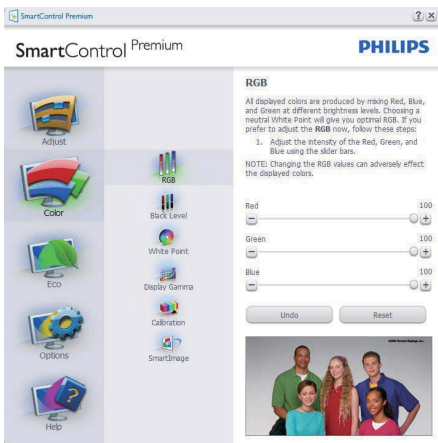 SmartControl Premium
SmartControl Premium
PHILIPS
Adjust
Color
Eco
Options
Help
RGB
Black Level
White Point
Display Gamma
Calibration
SmartImage
RGB
All displayed colors are produced by mixing Red, Blue,
and Green at different brightness levels. Choosing a
neutral White Point will give you optimal RGB. If you
prefer to adjust the RGB now, follow these steps:
1. Adjust the intensity of the Red, Green, and
Blue using the slider bars.
NOTE: Changing the RGB values can adversely effect
the displayed colors.
Red 100
Green 100
Blue 100
Undo Reset